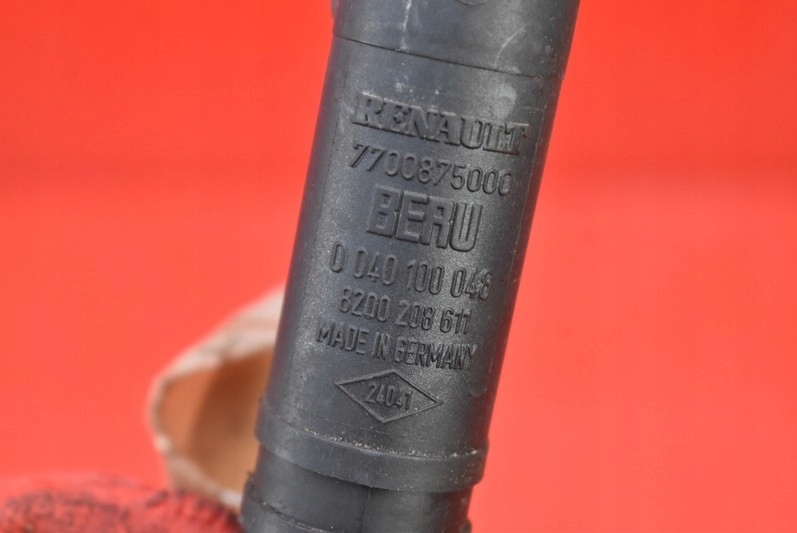 RENAULT
7700875000
BERU
0 040 100 048
8200 208 611
MADE IN GERMANY
24041